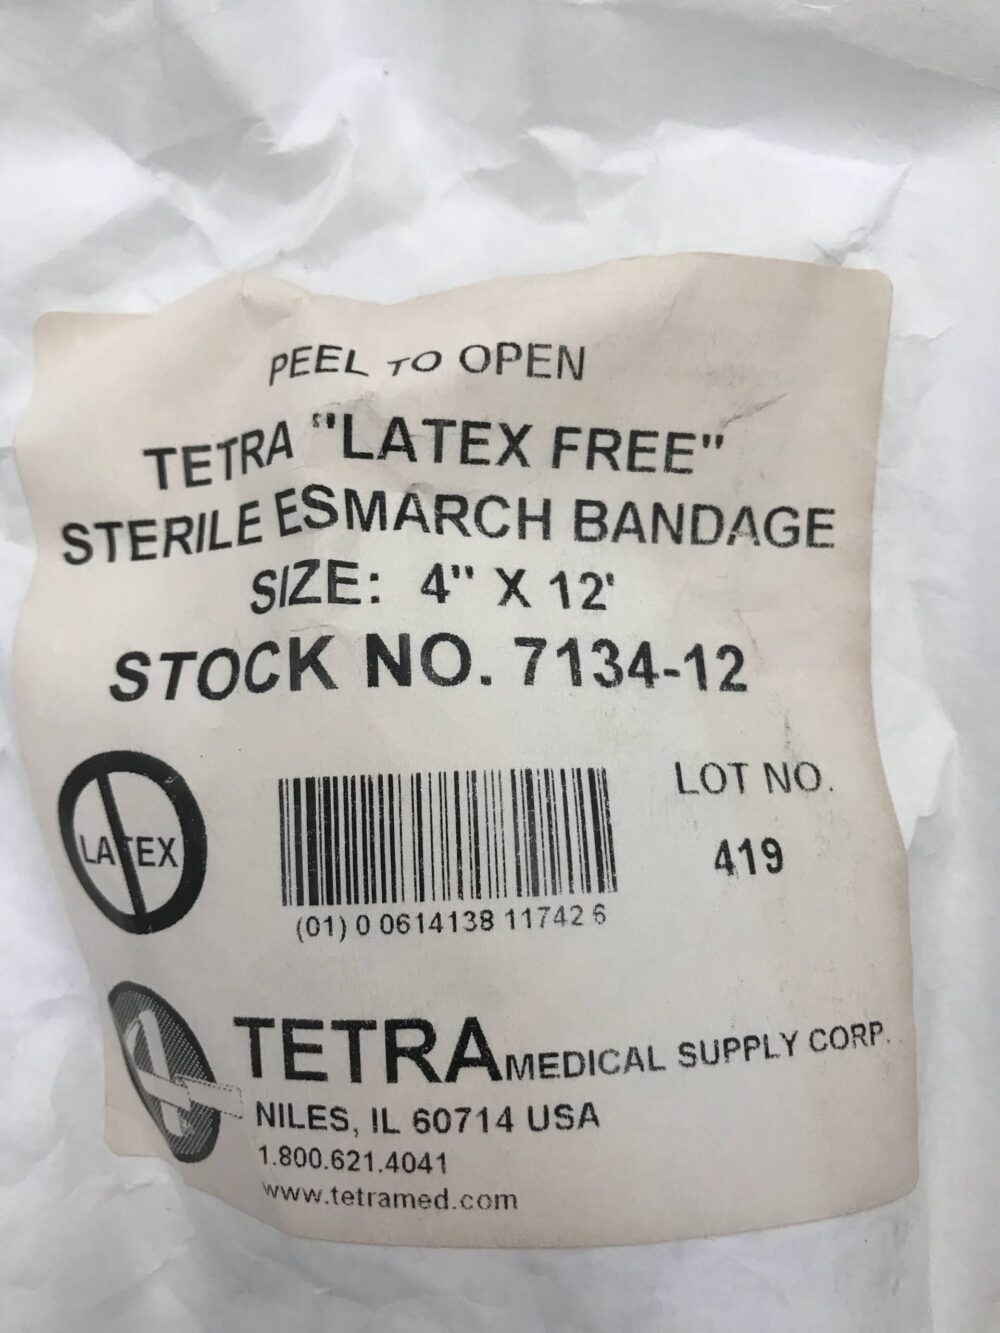 PEEL TO OPEN
TETRA "LATEX FREE"
STERILE ESMARCH BANDAGE
SIZE: 4" X 12'
STOCK NO. 7134-12
LATEX
LOT NO.
419
(01) 0 0614138 11742 6
TETRA MEDICAL SUPPLY CORP.
NILES, IL 60714 USA
1.800.621.4041
www.tetramed.com